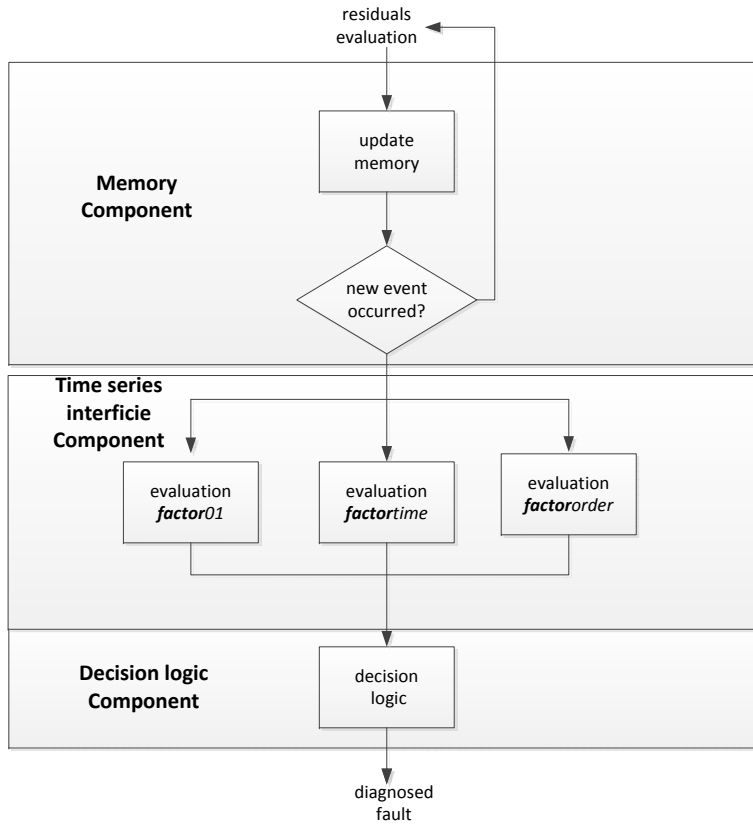 residuals
evaluation
update
memory
Memory
Component
new event
occurred?
Time series
interficie
Component
evaluation
factor01
evaluation
factortime
evaluation
factororder
Decision logic
Component
decision
logic
diagnosed
fault